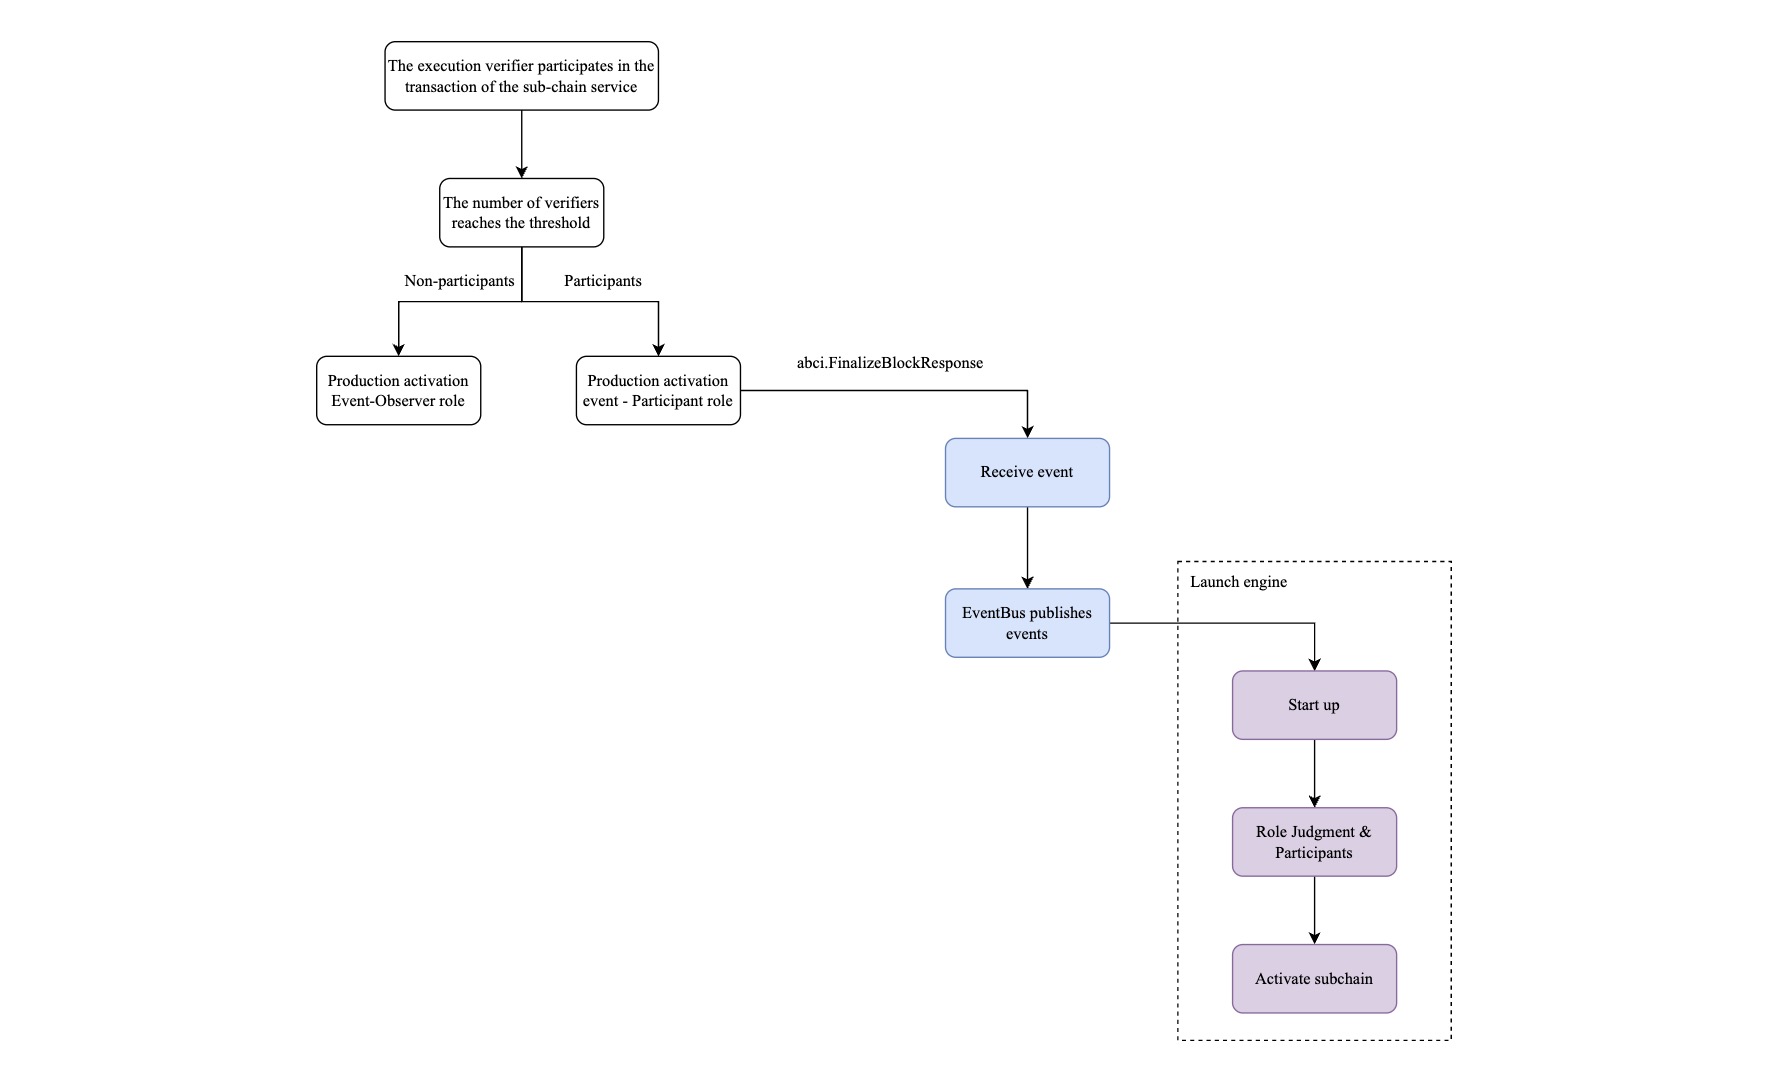 The execution verifier participates in the
transaction of the sub-chain service
The number of verifiers
reaches the threshold
Non-participants
Participants
Production activation
Event-Observer role
Production activation
event - Participant role
abci.FinalizeBlockResponse
Receive event
EventBus publishes
events
Launch engine
Start up
Role Judgment &
Participants
Activate subchain